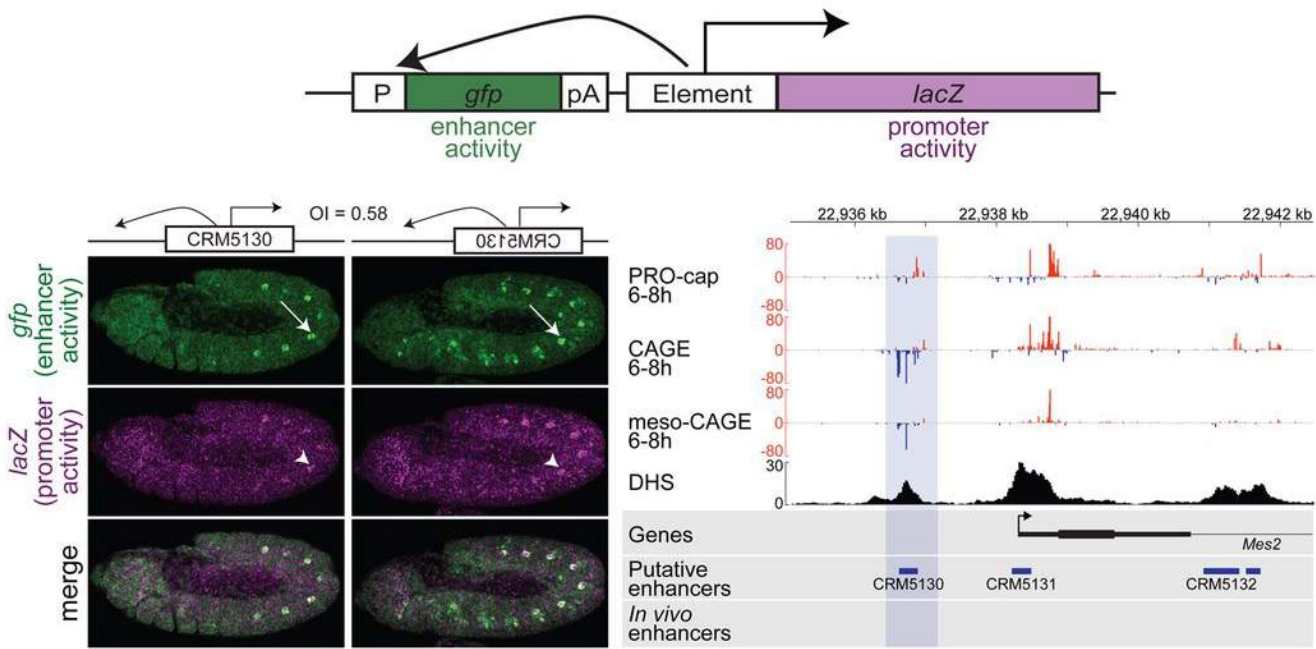 P
gfp
pA
Element
lacZ
enhancer
activity
promoter
activity
OI = 0.58
CRM5130
CRM5130
gfp
(enhancer
activity)
lacZ
(promoter
activity)
merge
22,936 kb
22,938 kb
22,940 kb
22,942 kb
PRO-cap
6-8h
80
0
-80
CAGE
6-8h
80
0
-80
meso-CAGE
6-8h
80
0
-80
DHS
30
0
Genes
Mes2
Putative
enhancers
CRM5130
CRM5131
CRM5132
In vivo
enhancers